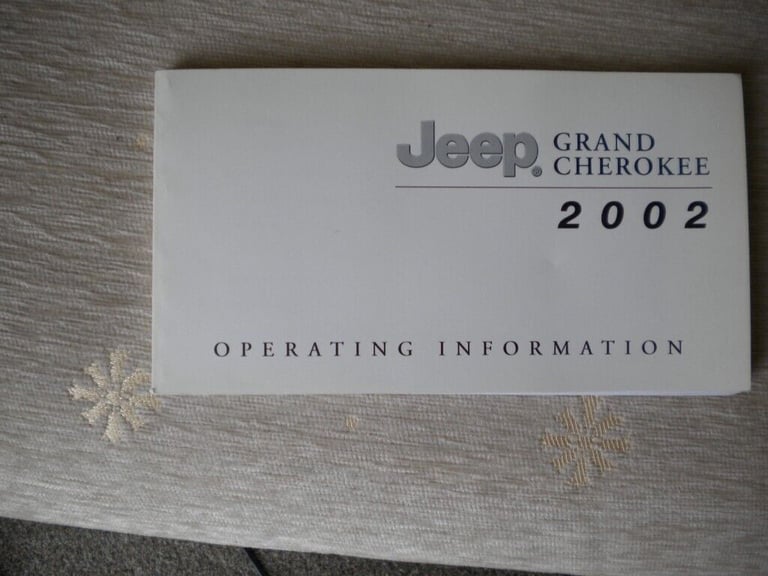 Jeep® GRAND
CHEROKEE
2002
OPERATING INFORMATION